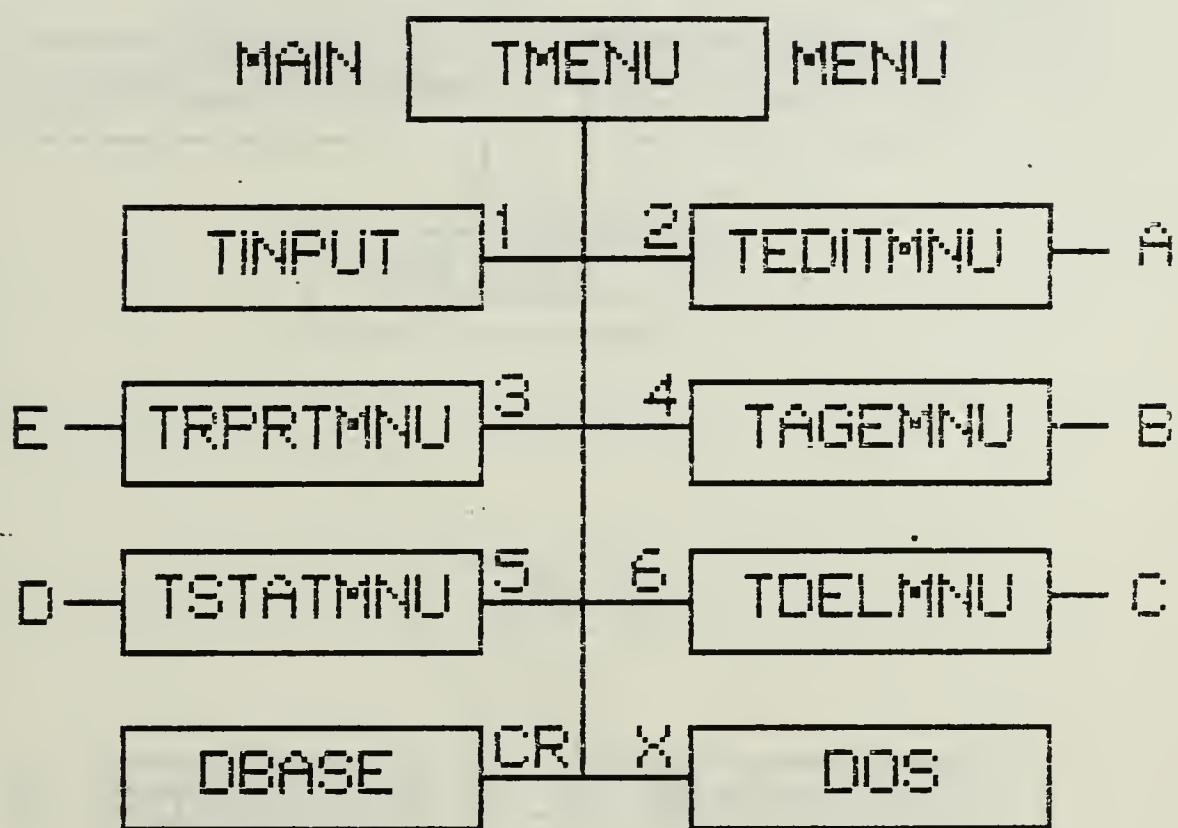 MAIN TMENU MENU
TINPUT 1 2 TEDITMNU A
E TRPRTMNU 3 4 TAGEMNU B
D TSTATMNU 5 6 TDELMNU C
DBASE CR X DOS